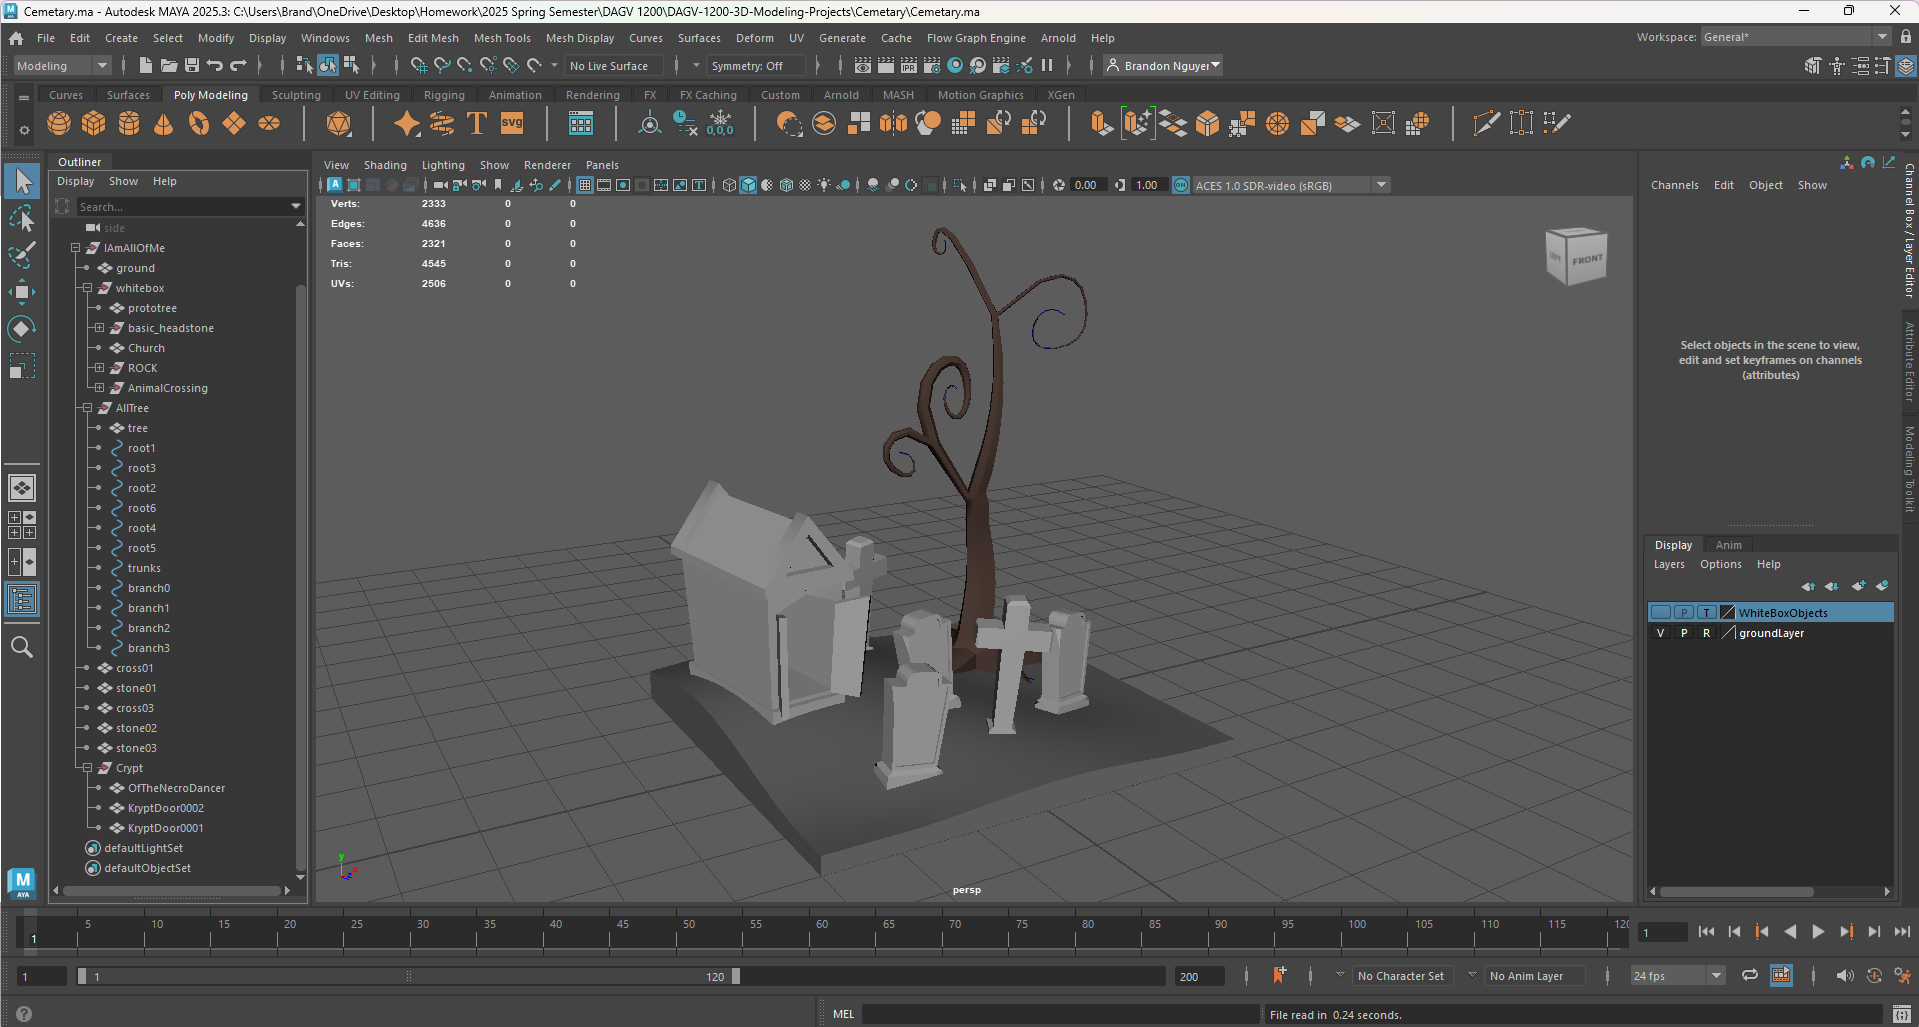 Cemetary.ma - Autodesk MAYA 2025.3: C:\Users\Brand\OneDrive\Desktop\Homework\2025 Spring Semester\DAGV 1200\DAGV-1200-3D-Modeling-Projects\Cemetary\Cemetary.ma
File Edit Create Select Modify Display Windows Mesh Edit Mesh Mesh Tools Mesh Display Curves Surfaces Deform UV Generate Cache Flow Graph Engine Arnold Help
Workspace: General*
Modeling No Live Surface Symmetry: Off IPR Brandon Nguyen
Curves Surfaces Poly Modeling Sculpting UV Editing Rigging Animation Rendering FX FX Caching Custom Arnold MASH Motion Graphics XGen
T SVG 0,0,0
Outliner
Display Show Help
Search...
side
IAmAllOfMe
ground
whitebox
prototree
basic_headstone
Church
ROCK
AnimalCrossing
AllTree
tree
root1
root3
root2
root6
root4
root5
trunks
branch0
branch1
branch2
branch3
cross01
stone01
cross03
stone02
stone03
Crypt
OfTheNecroDancer
KryptDoor0002
KryptDoor0001
defaultLightSet
defaultObjectSet
View Shading Lighting Show Renderer Panels
0.00 1.00 ACES 1.0 SDR-video (sRGB)
Verts: 2333 0 0
Edges: 4636 0 0
Faces: 2321 0 0
Tris: 4545 0 0
UVs: 2506 0 0
LEFT FRONT
y
persp
Channels Edit Object Show
Select objects in the scene to view,
edit and set keyframes on channels
(attributes)
Channel Box / Layer Editor
Attribute Editor
Modeling Toolkit
Display Anim
Layers Options Help
P T WhiteBoxObjects
V P R groundLayer
M
AYA
5 10 15 20 25 30 35 40 45 50 55 60 65 70 75 80 85 90 95 100 105 110 115 120
1
1
1 1 120 200 No Character Set No Anim Layer 24 fps
MEL File read in 0.24 seconds.